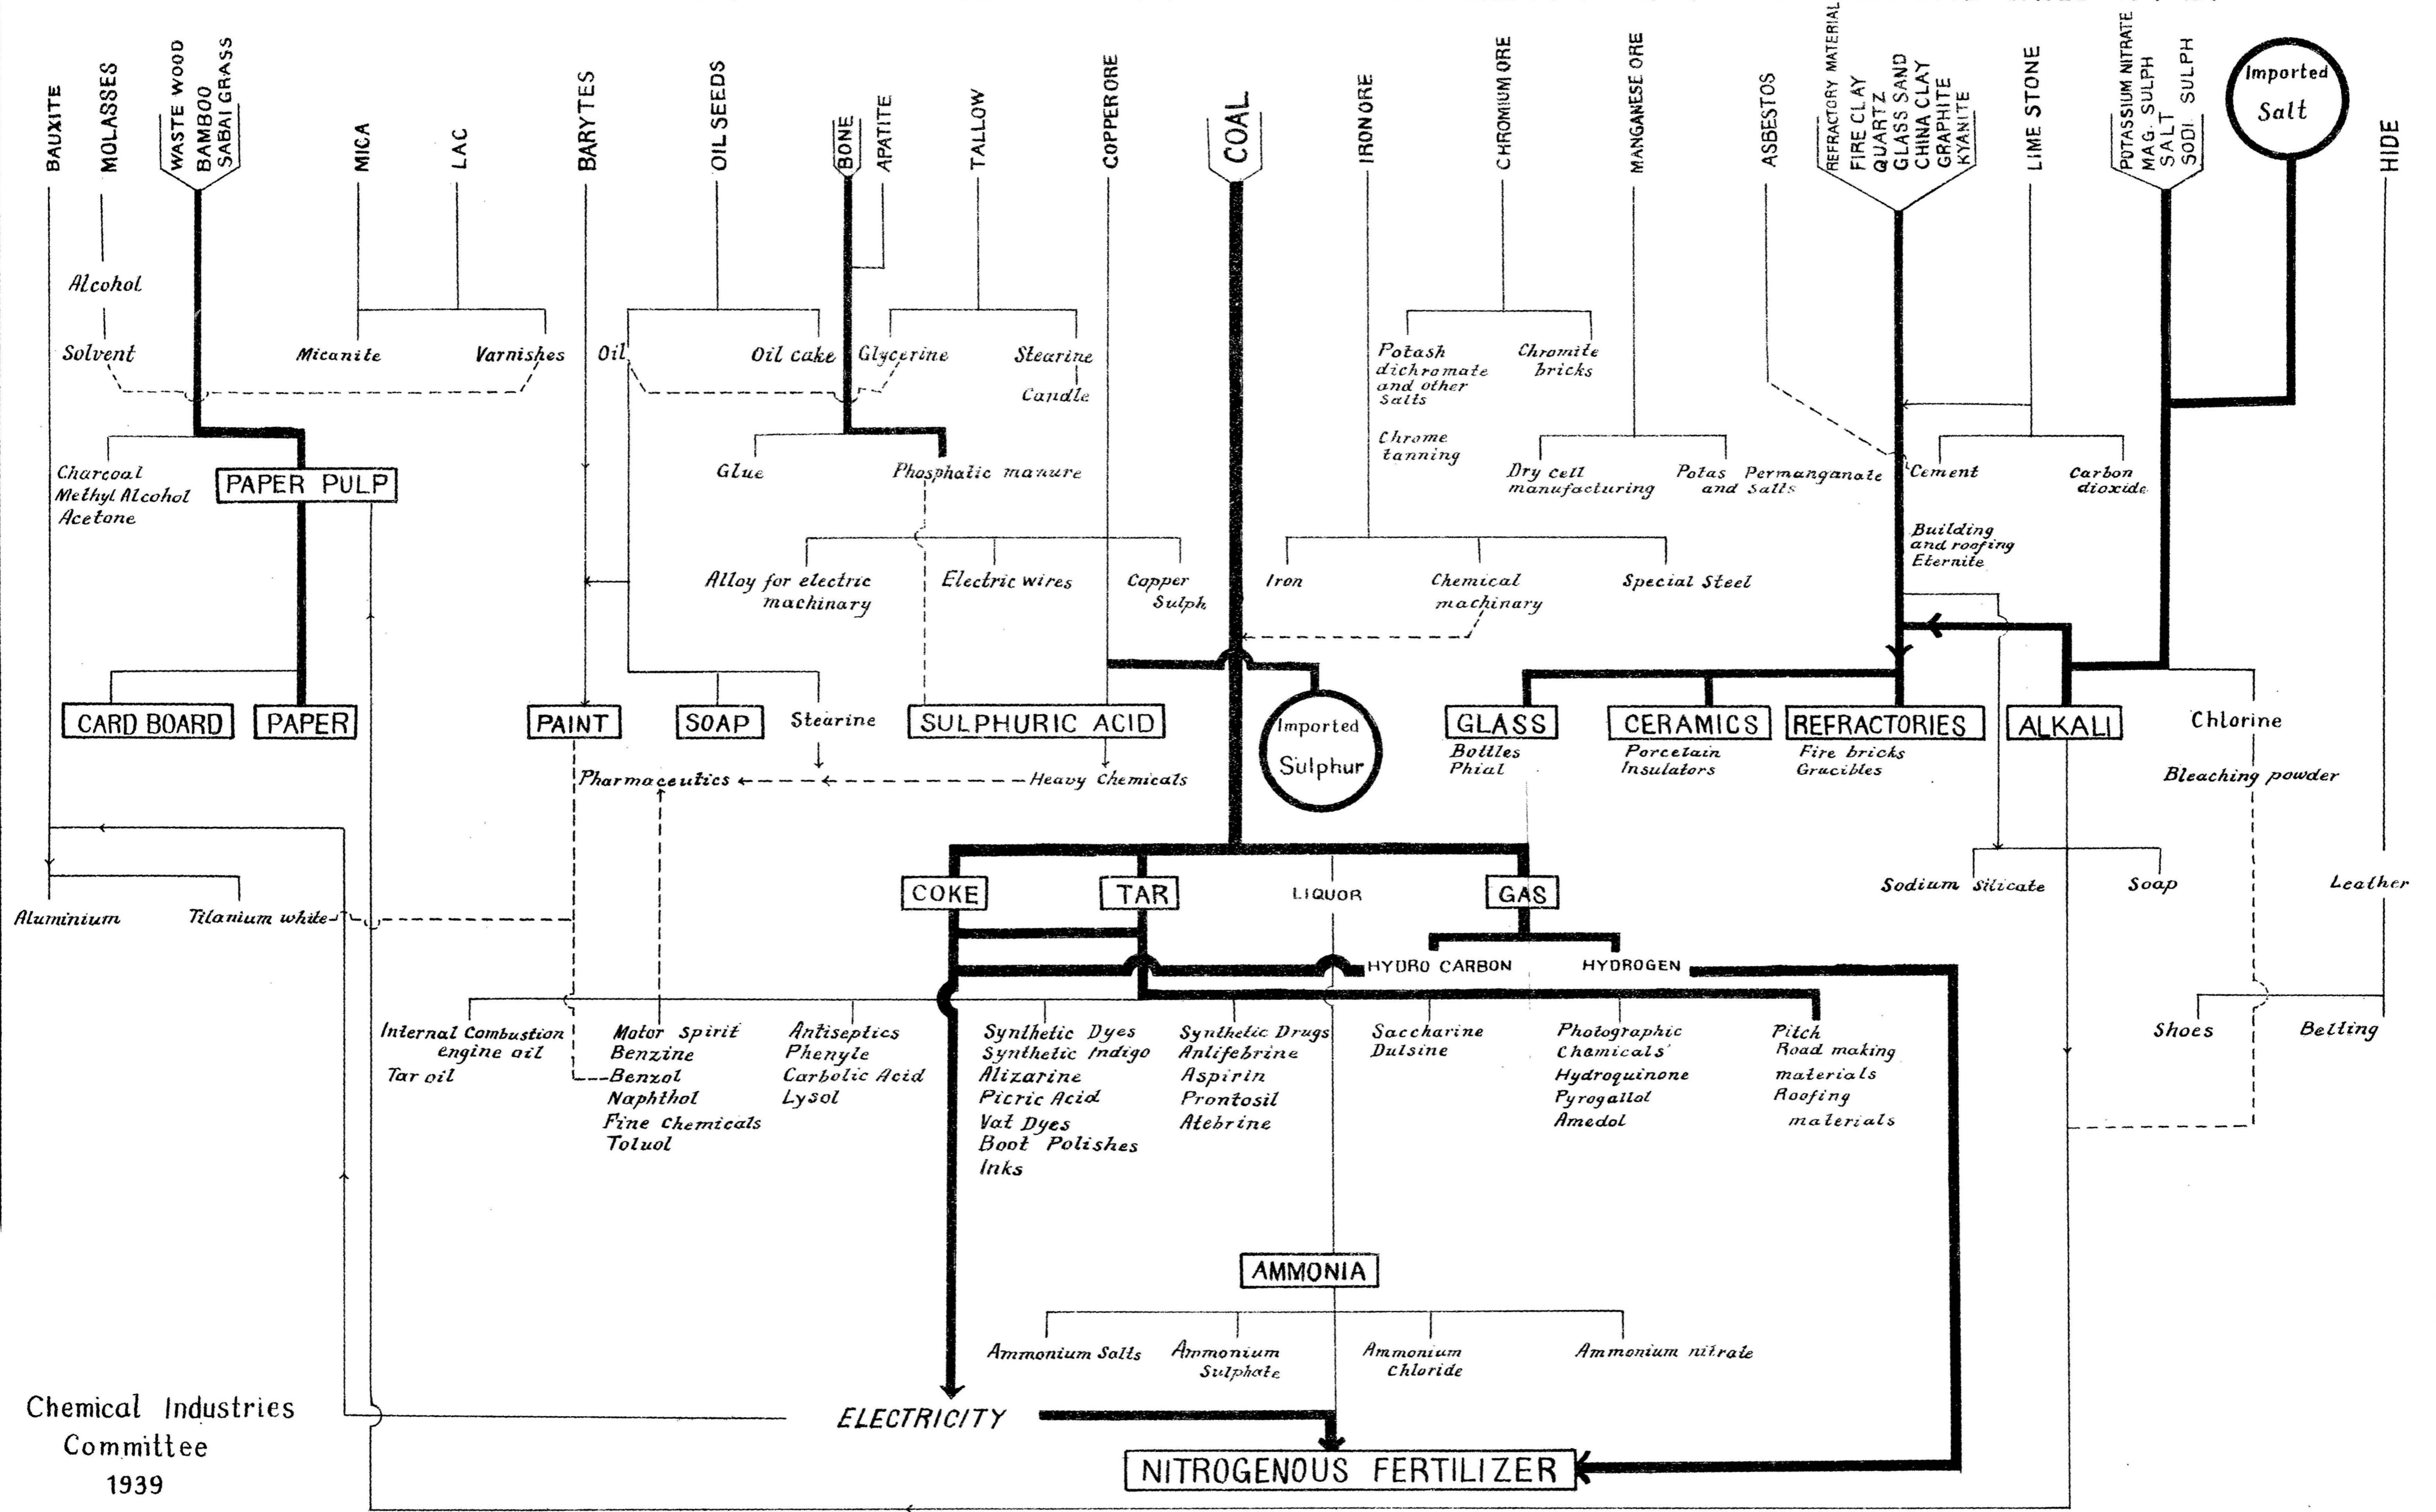 BAUXITE
MOLASSES
WASTE WOOD
BAMBOO
SABAI GRASS
MICA
LAC
BARYTES
OIL SEEDS
BONE
APATITE
TALLOW
COPPER ORE
COAL
IRON ORE
CHROMIUM ORE
MANGANESE ORE
ASBESTOS
REFRACTORY MATERIAL
FIRE CLAY
QUARTZ
GLASS SAND
CHINA CLAY
GRAPHITE
KYANITE
LIME STONE
POTASSIUM NITRATE
MAG. SULPH
SALT
SODI. SULPH
Imported
Salt
HIDE
Alcohol
Solvent
Micanite
Varnishes
Oil
Oil cake
Glycerine
Stearine
Candle
Potash
dichromate
and other
Salts
Chrome
tanning
Chromite
bricks
Charcoal
Methyl Alcohol
Acetone
PAPER PULP
Glue
Phosphatic manure
Dry cell
manufacturing
Potas Permanganate
and Salts
Cement
Carbon
dioxide
Building
and roofing
Eternite
Alloy for electric
machinary
Electric wires
Copper
Sulph.
Iron
Chemical
machinary
Special Steel
CARD BOARD
PAPER
PAINT
SOAP
Stearine
SULPHURIC ACID
Imported
Sulphur
GLASS
Bottles
Phial
CERAMICS
Porcelain
Insulators
REFRACTORIES
Fire bricks
Grucibles
ALKALI
Chlorine
Bleaching powder
Pharmaceutics
Heavy Chemicals
COKE
TAR
LIQUOR
GAS
Sodium Silicate
Soap
Leather
Aluminium
Titanium white
HYDRO CARBON
HYDROGEN
Internal Combustion
engine oil
Tar oil
Motor Spirit
Benzine
Benzol
Naphthol
Fine Chemicals
Toluol
Antiseptics
Phenyle
Carbolic Acid
Lysol
Synthetic Dyes
Synthetic Indigo
Alizarine
Picric Acid
Vat Dyes
Boot Polishes
Inks
Synthetic Drugs
Antifebrine
Aspirin
Prontosil
Atebrine
Saccharine
Dulsine
Photographic
Chemicals'
Hydroquinone
Pyrogallol
Amedol
Pitch
Road making
materials
Roofing
materials
Shoes
Belting
AMMONIA
Ammonium Salts
Ammonium
Sulphate
Ammonium
Chloride
Ammonium nitrate
ELECTRICITY
NITROGENOUS FERTILIZER
Chemical Industries
Committee
1939